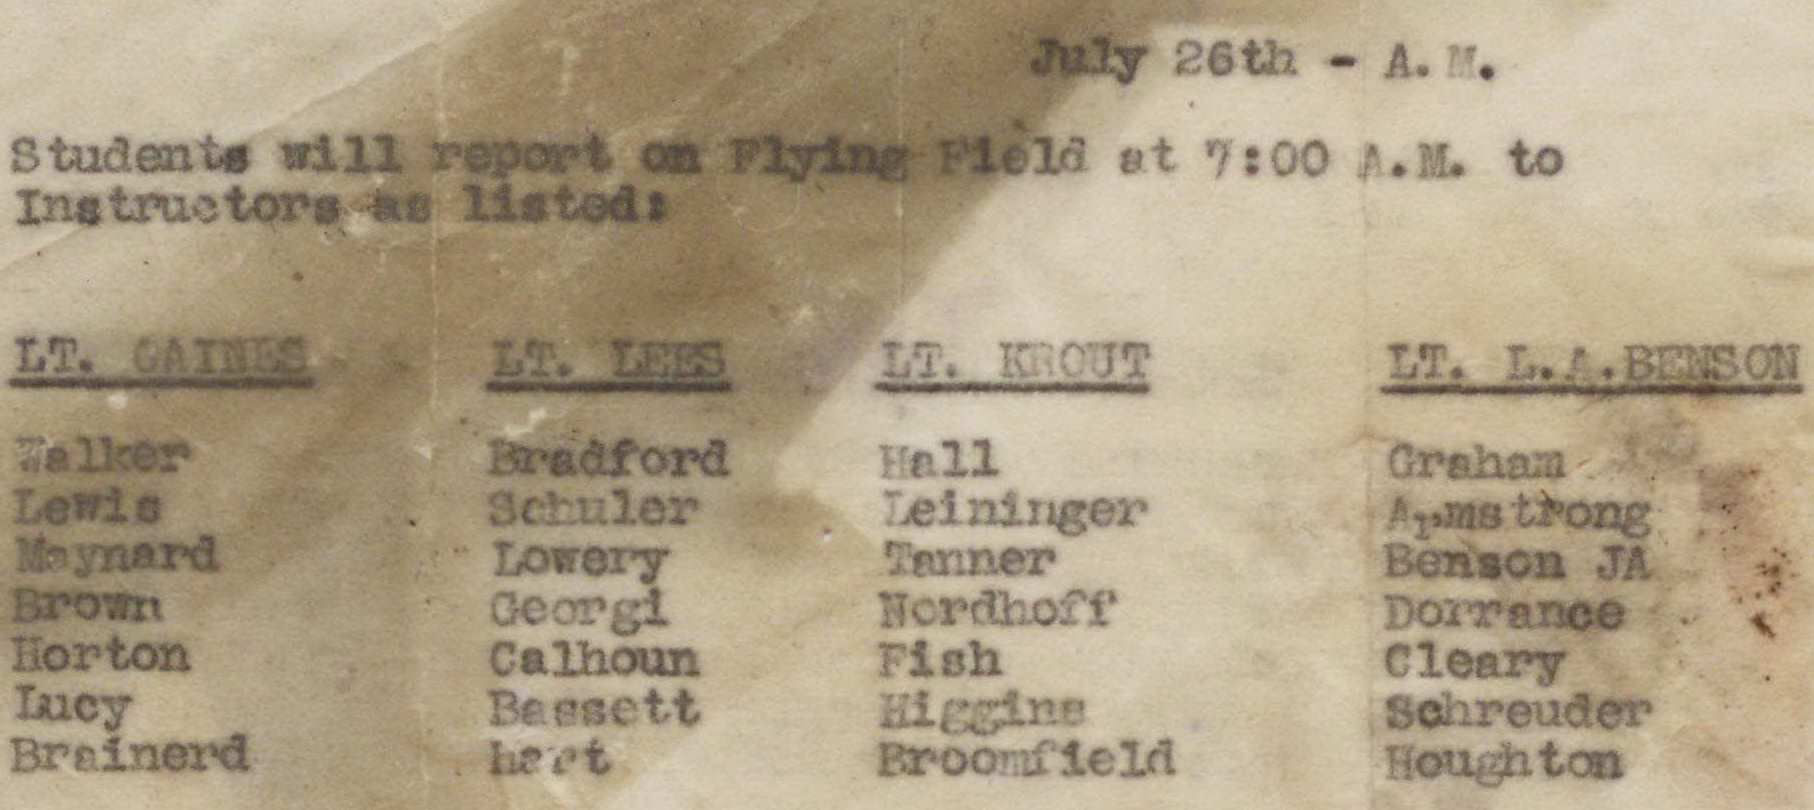 July 26th - A.M.
Students will report on Flying Field at 7:00 A.M. to
Instructors as listed:
LT. GAINES LT. LEES LT. KROUT LT. L.A.BENSON
Walker Bradford Hall Graham
Lewis Schuler Leininger Armstrong
Maynard Lowery Tanner Benson JA
Brown Georgi Nordhoff Dorrance
Horton Calhoun Fish Cleary
Lucy Bassett Higgins Schreuder
Brainerd hart Broomfield Houghton